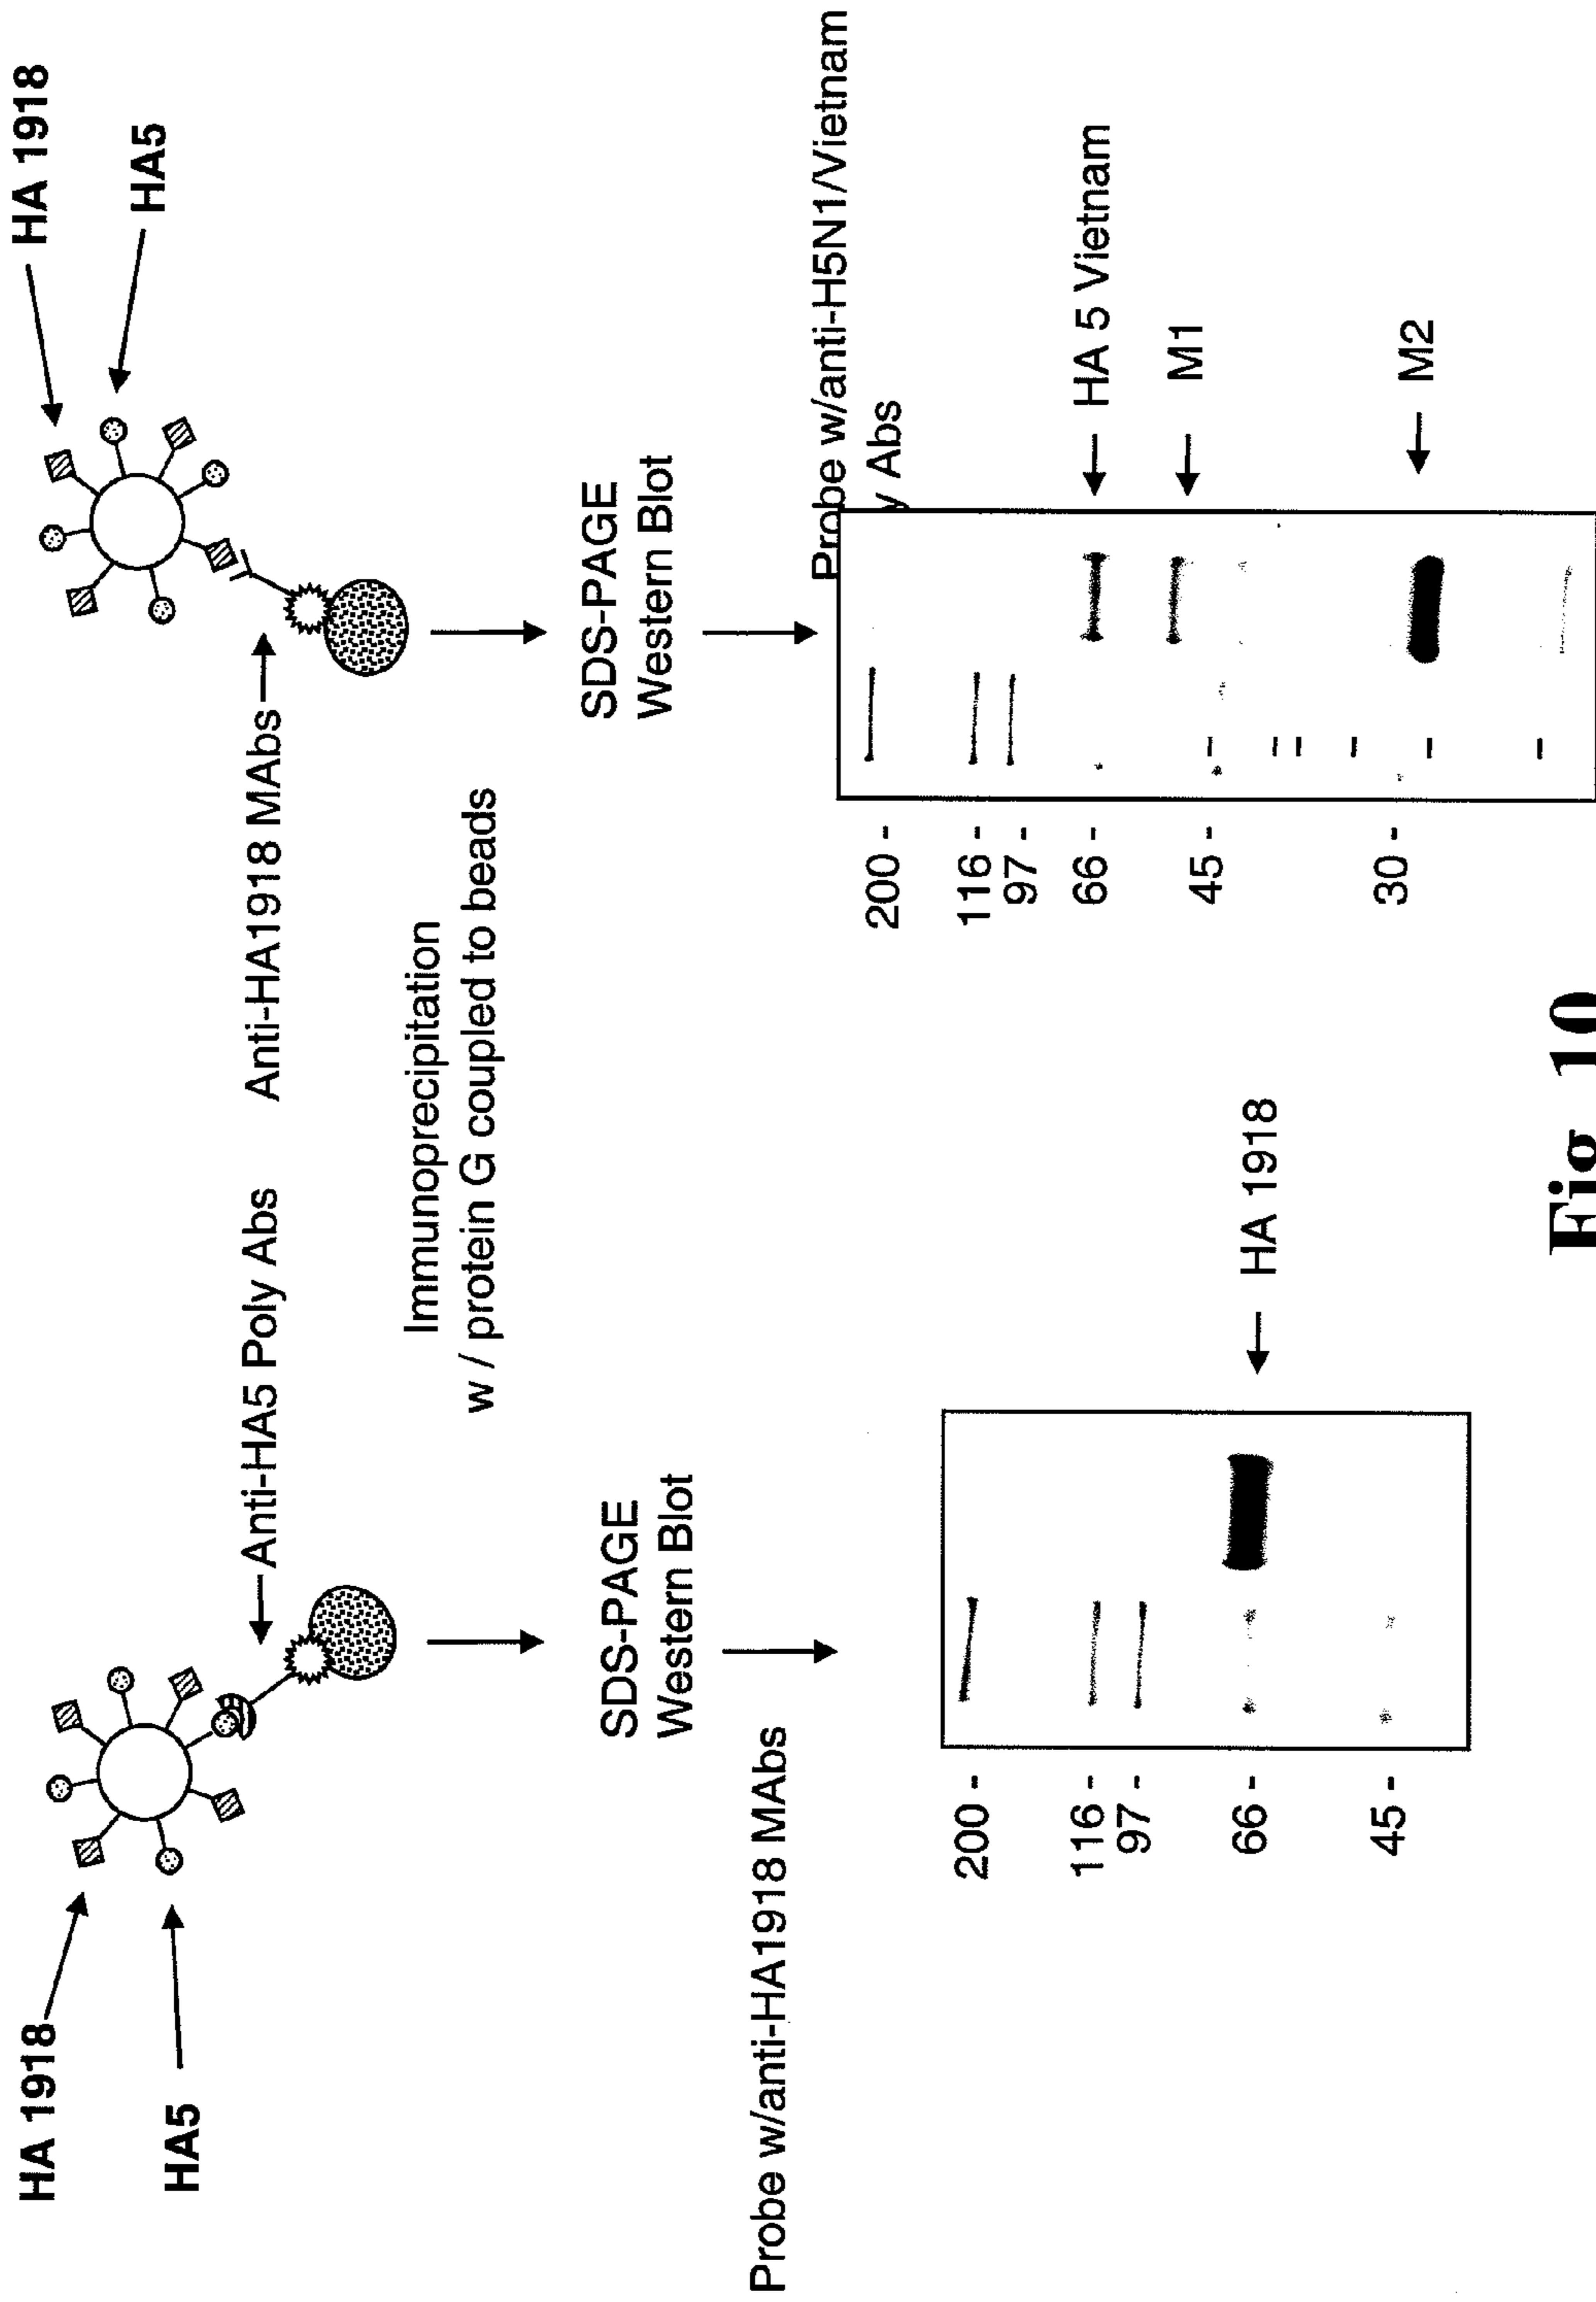 HA 1918
HA5
Anti-HA5 Poly Abs
HA 1918
HA5
Anti-HA1918 MAbs
Immunoprecipitation
w / protein G coupled to beads
SDS-PAGE
Western Blot
SDS-PAGE
Western Blot
Probe w/anti-HA1918 MAbs
200 -
116 -
97 -
66 -
45 -
HA 1918
Probe w/anti-H5N1/Vietnam
y Abs
200 -
116 -
97 -
66 -
45 -
30 -
HA 5 Vietnam
M1
M2
Fig. 10